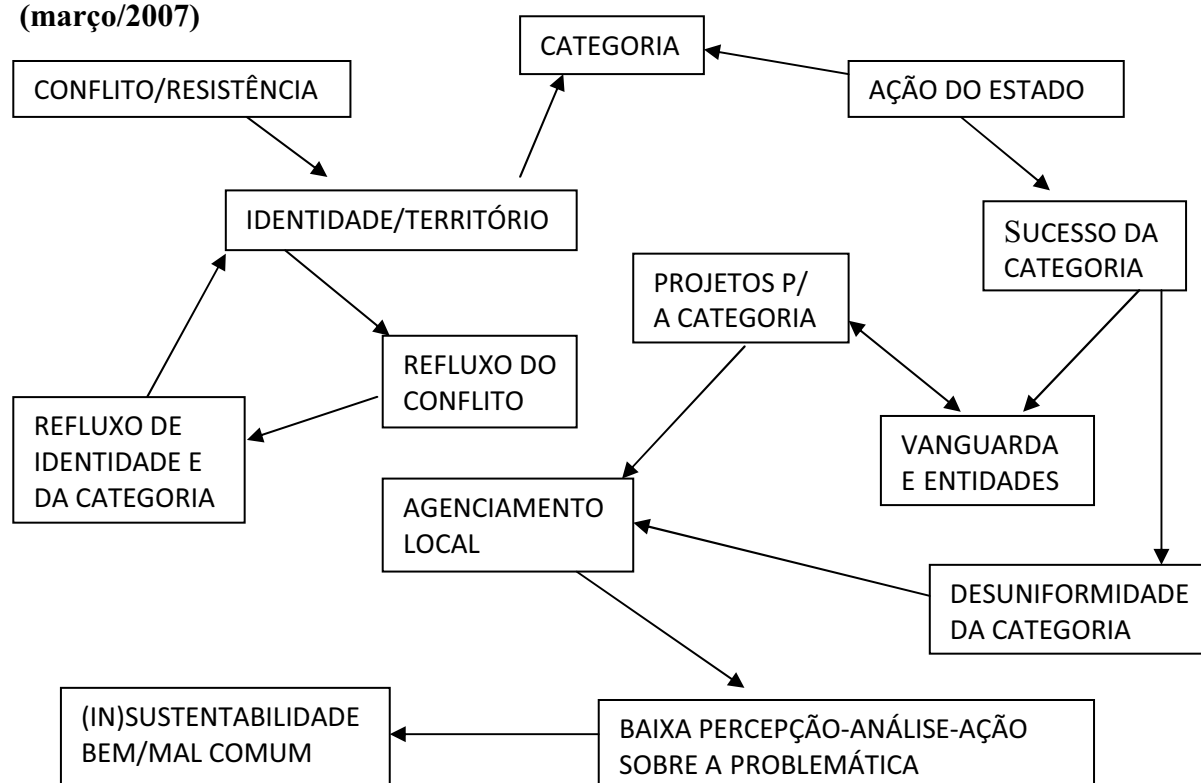 (março/2007)
CATEGORIA
CONFLITO/RESISTÊNCIA
AÇÃO DO ESTADO
IDENTIDADE/TERRITÓRIO
SUCESSO DA
CATEGORIA
PROJETOS P/
A CATEGORIA
REFLUXO DO
CONFLITO
REFLUXO DE
IDENTIDADE E
DA CATEGORIA
VANGUARDA
E ENTIDADES
AGENCIAMENTO
LOCAL
DESUNIFORMIDADE
DA CATEGORIA
(IN)SUSTENTABILIDADE
BEM/MAL COMUM
BAIXA PERCEPÇÃO-ANÁLISE-AÇÃO
SOBRE A PROBLEMÁTICA